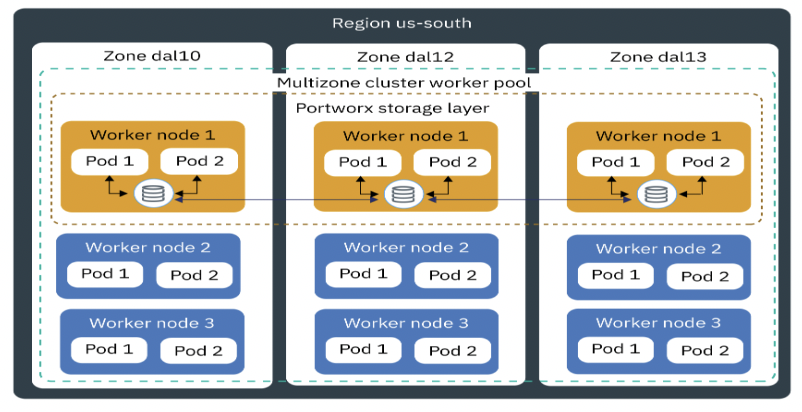 Region us-south
Zone dal10 Zone dal12 Zone dal13
Multizone cluster worker pool
Portworx storage layer
Worker node 1 Worker node 1 Worker node 1
Pod 1 Pod 2 Pod 1 Pod 2 Pod 1 Pod 2
Worker node 2 Worker node 2 Worker node 2
Pod 1 Pod 2 Pod 1 Pod 2 Pod 1 Pod 2
Worker node 3 Worker node 3 Worker node 3
Pod 1 Pod 2 Pod 1 Pod 2 Pod 1 Pod 2